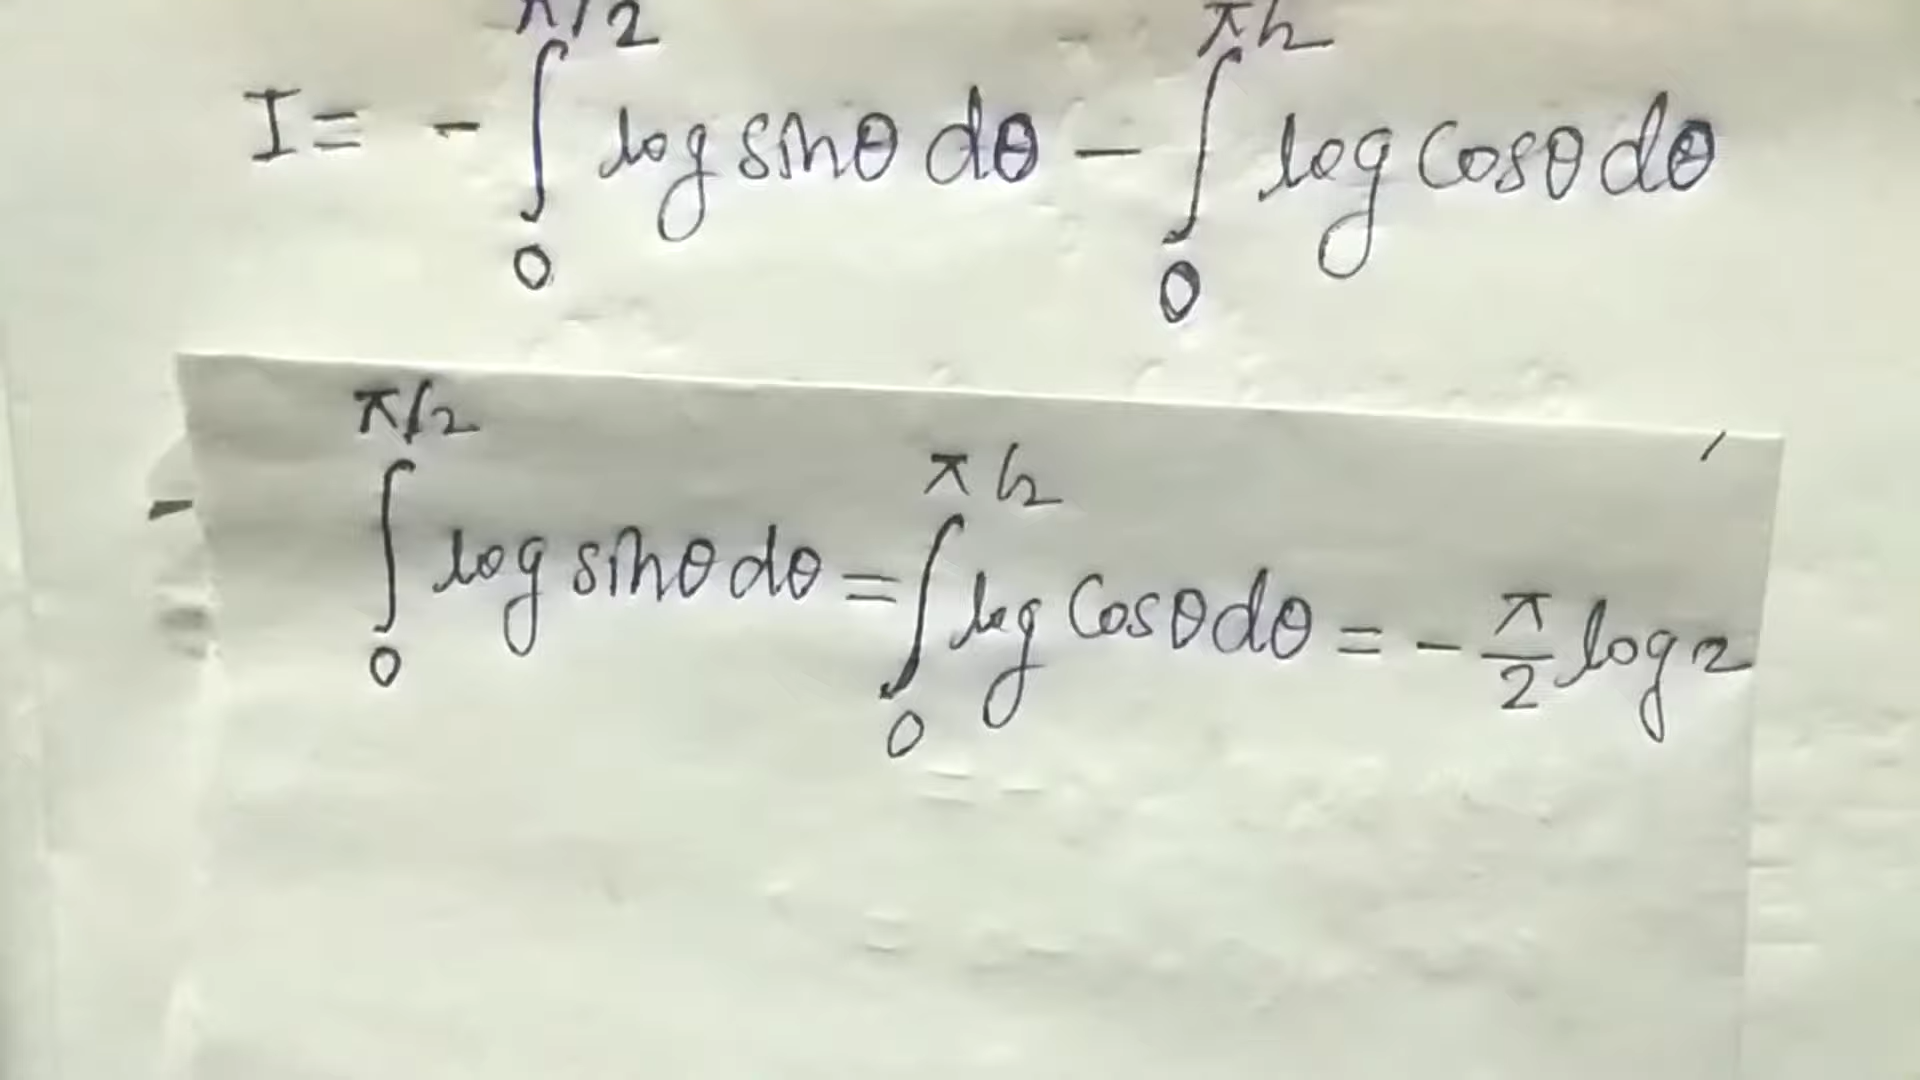 I = - ∫₀^{π/2} log sinθ dθ - ∫₀^{π/2} log cosθ dθ
∫₀^{π/2} log sinθ dθ = ∫₀^{π/2} log cosθ dθ = - π/2 log 2